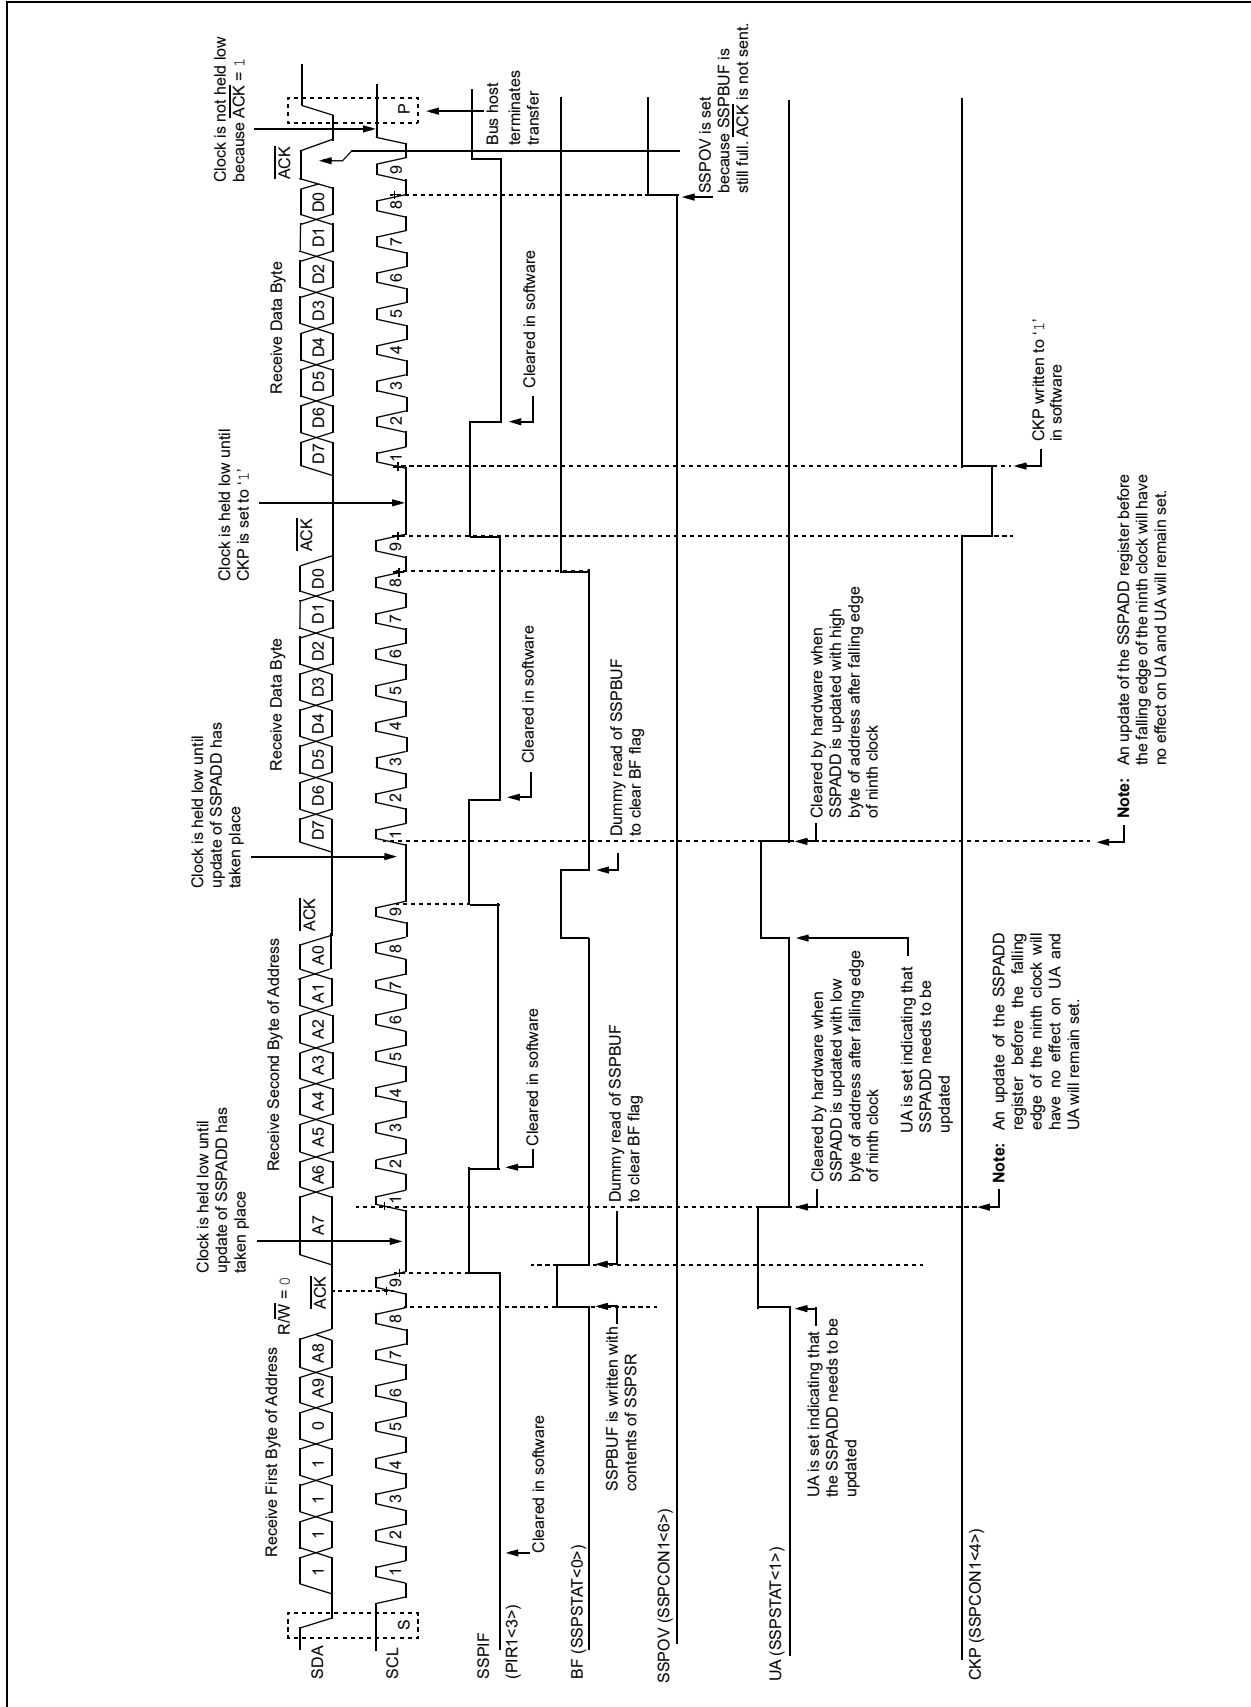 Receive First Byte of Address
R/W = 0
ACK
Clock is held low until
update of SSPADD has
taken place
Receive Second Byte of Address
ACK
Clock is held low until
update of SSPADD has
taken place
Receive Data Byte
ACK
Clock is held low until
CKP is set to ‘1’
Receive Data Byte
ACK
Clock is not held low
because ACK = 1
SDA
1 1 1 1 0 A9 A8
A7 A6 A5 A4 A3 A2 A1 A0
D7 D6 D5 D4 D3 D2 D1 D0
D7 D6 D5 D4 D3 D2 D1 D0
SCL
S
1 2 3 4 5 6 7 8 9
1 2 3 4 5 6 7 8 9
1 2 3 4 5 6 7 8 9
1 2 3 4 5 6 7 8 9
P
Bus host
terminates
transfer
SSPIF
(PIR1<3>)
Cleared in software
Cleared in software
Cleared in software
Cleared in software
BF (SSPSTAT<0>)
SSPBUF is written with
contents of SSPSR
Dummy read of SSPBUF
to clear BF flag
Dummy read of SSPBUF
to clear BF flag
SSPOV (SSPCON1<6>)
SSPOV is set
because SSPBUF is
still full. ACK is not sent.
UA (SSPSTAT<1>)
UA is set indicating that
the SSPADD needs to be
updated
Cleared by hardware when
SSPADD is updated with low
byte of address after falling edge
of ninth clock
UA is set indicating that
SSPADD needs to be
updated
Cleared by hardware when
SSPADD is updated with high
byte of address after falling edge
of ninth clock
CKP (SSPCON1<4>)
CKP written to ‘1’
in software
Note: An update of the SSPADD
register before the falling
edge of the ninth clock will
have no effect on UA and
UA will remain set.
Note: An update of the SSPADD register before
the falling edge of the ninth clock will have
no effect on UA and UA will remain set.